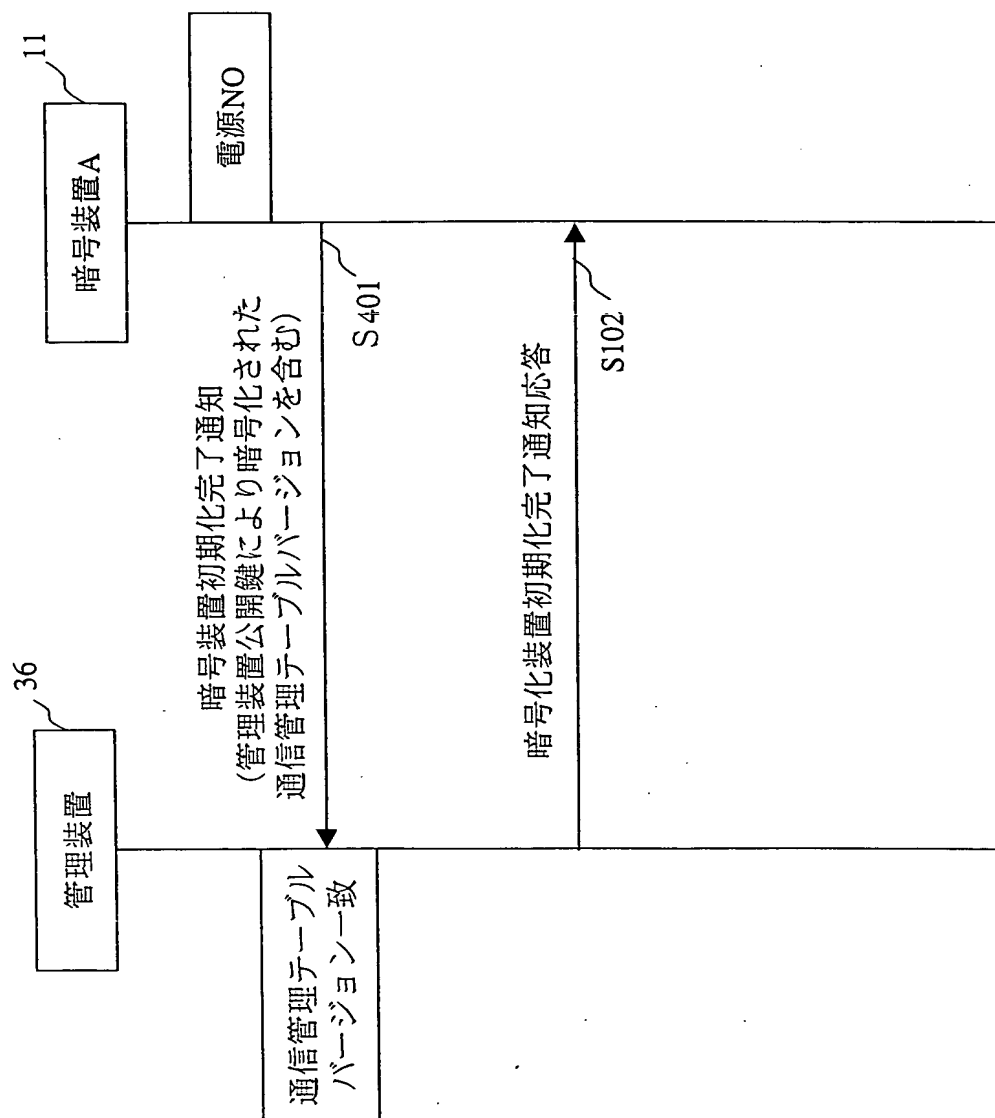 管理装置
36
暗号装置A
11
電源NO
暗号装置初期化完了通知
(管理装置公開鍵により暗号化された
通信管理テーブルバージョンを含む)
S401
通信管理テーブル
バージョン一致
暗号化装置初期化完了通知応答
S102